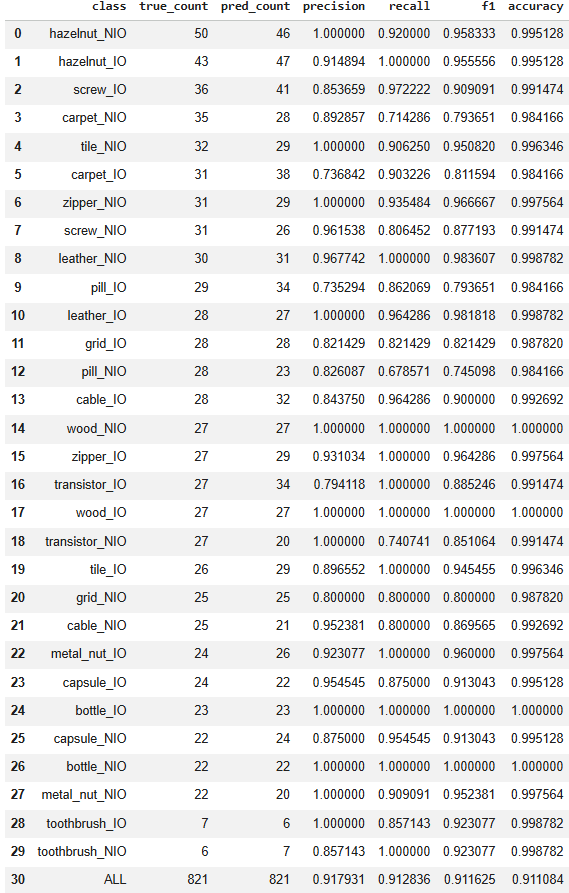 class true_count pred_count precision recall f1 accuracy
0 hazelnut_NIO 50 46 1.000000 0.920000 0.958333 0.995128
1 hazelnut_IO 43 47 0.914894 1.000000 0.955556 0.995128
2 screw_IO 36 41 0.853659 0.972222 0.909091 0.991474
3 carpet_NIO 35 28 0.892857 0.714286 0.793651 0.984166
4 tile_NIO 32 29 1.000000 0.906250 0.950820 0.996346
5 carpet_IO 31 38 0.736842 0.903226 0.811594 0.984166
6 zipper_NIO 31 29 1.000000 0.935484 0.966667 0.997564
7 screw_NIO 31 26 0.961538 0.806452 0.877193 0.991474
8 leather_NIO 30 31 0.967742 1.000000 0.983607 0.998782
9 pill_IO 29 34 0.735294 0.862069 0.793651 0.984166
10 leather_IO 28 27 1.000000 0.964286 0.981818 0.998782
11 grid_IO 28 28 0.821429 0.821429 0.821429 0.987820
12 pill_NIO 28 23 0.826087 0.678571 0.745098 0.984166
13 cable_IO 28 32 0.843750 0.964286 0.900000 0.992692
14 wood_NIO 27 27 1.000000 1.000000 1.000000 1.000000
15 zipper_IO 27 29 0.931034 1.000000 0.964286 0.997564
16 transistor_IO 27 34 0.794118 1.000000 0.885246 0.991474
17 wood_IO 27 27 1.000000 1.000000 1.000000 1.000000
18 transistor_NIO 27 20 1.000000 0.740741 0.851064 0.991474
19 tile_IO 26 29 0.896552 1.000000 0.945455 0.996346
20 grid_NIO 25 25 0.800000 0.800000 0.800000 0.987820
21 cable_NIO 25 21 0.952381 0.800000 0.869565 0.992692
22 metal_nut_IO 24 26 0.923077 1.000000 0.960000 0.997564
23 capsule_IO 24 22 0.954545 0.875000 0.913043 0.995128
24 bottle_IO 23 23 1.000000 1.000000 1.000000 1.000000
25 capsule_NIO 22 24 0.875000 0.954545 0.913043 0.995128
26 bottle_NIO 22 22 1.000000 1.000000 1.000000 1.000000
27 metal_nut_NIO 22 20 1.000000 0.909091 0.952381 0.997564
28 toothbrush_IO 7 6 1.000000 0.857143 0.923077 0.998782
29 toothbrush_NIO 6 7 0.857143 1.000000 0.923077 0.998782
30 ALL 821 821 0.917931 0.912836 0.911625 0.911084